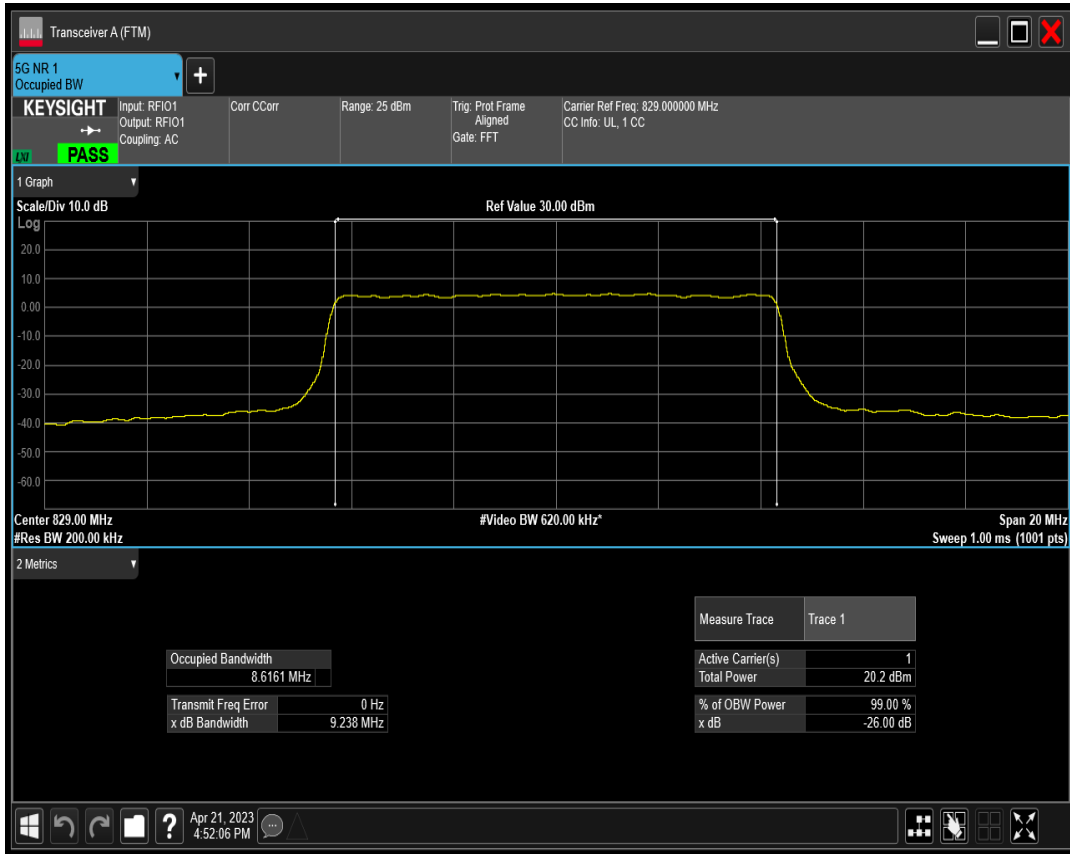 Transceiver A (FTM)
5G NR 1
Occupied BW
+
KEYSIGHT
LXI
PASS
Input: RFIO1
Output: RFIO1
Coupling: AC
Corr CCorr
Range: 25 dBm
Trig: Prot Frame
Aligned
Gate: FFT
Carrier Ref Freq: 829.000000 MHz
CC Info: UL, 1 CC
1 Graph
Scale/Div 10.0 dB
Ref Value 30.00 dBm
Log
20.0
10.0
0.00
-10.0
-20.0
-30.0
-40.0
-50.0
-60.0
Center 829.00 MHz
#Video BW 620.00 kHz*
Span 20 MHz
#Res BW 200.00 kHz
Sweep 1.00 ms (1001 pts)
2 Metrics
Measure Trace Trace 1
Occupied Bandwidth
8.6161 MHz
Active Carrier(s) 1
Total Power 20.2 dBm
Transmit Freq Error 0 Hz
x dB Bandwidth 9.238 MHz
% of OBW Power 99.00 %
x dB -26.00 dB
?
Apr 21, 2023
4:52:06 PM